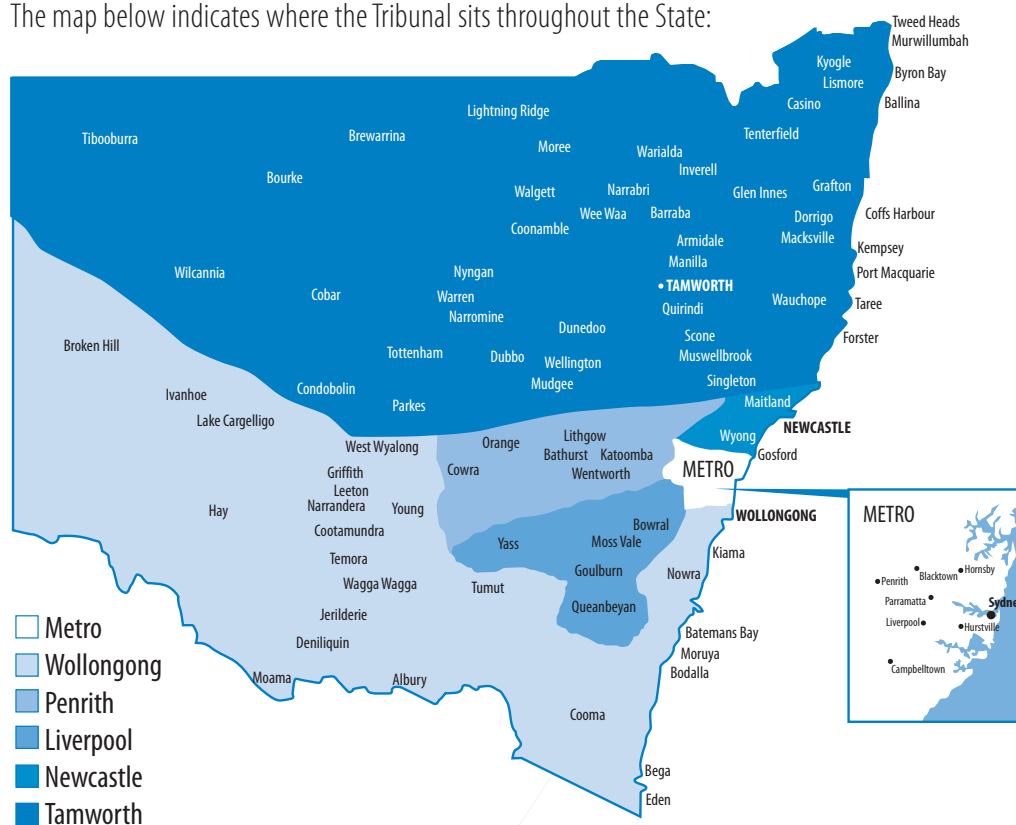 The map below indicates where the Tribunal sits throughout the State:
Tweed Heads
Murwillumbah
Kyogle
Byron Bay
Lismore
Casino
Ballina
Lightning Ridge
Tibooburra
Brewarrina
Tenterfield
Moree
Warialda
Inverell
Bourke
Walgett
Narrabri
Glen Innes
Grafton
Wee Waa
Barraba
Dorrigo
Coffs Harbour
Coonamble
Armidale
Macksville
Kempsey
Manilla
Wilcannia
Nyngan
Port Macquarie
• TAMWORTH
Cobar
Warren
Wauchope
Taree
Narromine
Quirindi
Dunedoo
Scone
Forster
Broken Hill
Tottenham
Dubbo
Wellington
Muswellbrook
Mudgee
Singleton
Ivanhoe
Condobolin
Parkes
Maitland
Lake Cargelligo
NEWCASTLE
West Wyalong
Orange
Lithgow
Wyong
Bathurst
Katoomba
Gosford
Griffith
Cowra
Wentworth
METRO
Leeton
Hay
Narrandera
Young
WOLLONGONG
METRO
Cootamundra
Bowral
Yass
Moss Vale
Kiama
Temora
Goulburn
Nowra
Hornsby
Blacktown
Penrith
Wagga Wagga
Tumut
Parramatta
Sydne
Jerilderie
Queanbeyan
Liverpool
Hurstville
Metro
Deniliquin
Batemans Bay
Wollongong
Moruya
Campbelltown
Moama
Albury
Bodalla
Penrith
Cooma
Liverpool
Newcastle
Bega
Eden
Tamworth